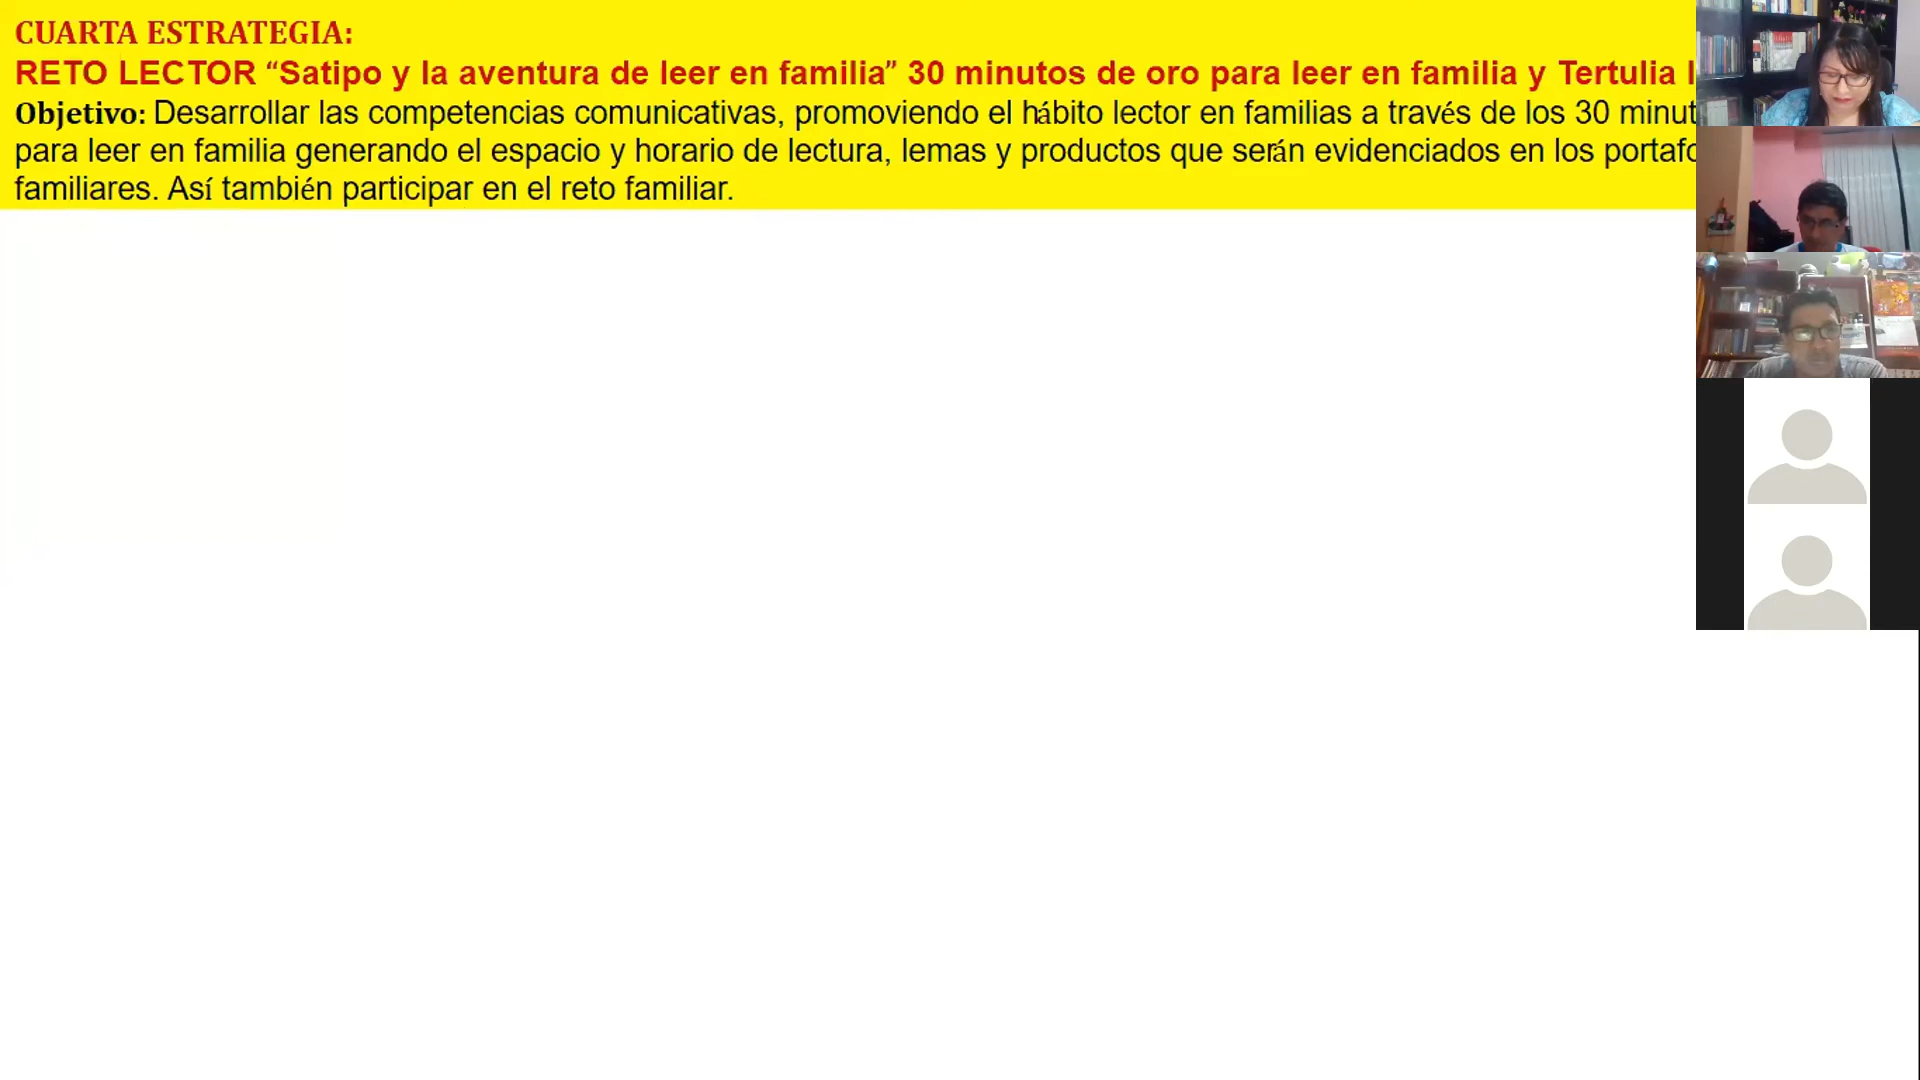 CUARTA ESTRATEGIA:
RETO LECTOR “Satipo y la aventura de leer en familia” 30 minutos de oro para leer en familia y Tertulia
Objetivo: Desarrollar las competencias comunicativas, promoviendo el hábito lector en familias a través de los 30
para leer en familia generando el espacio y horario de lectura, lemas y productos que serán evidenciados en los
familiares. Así también participar en el reto familiar.